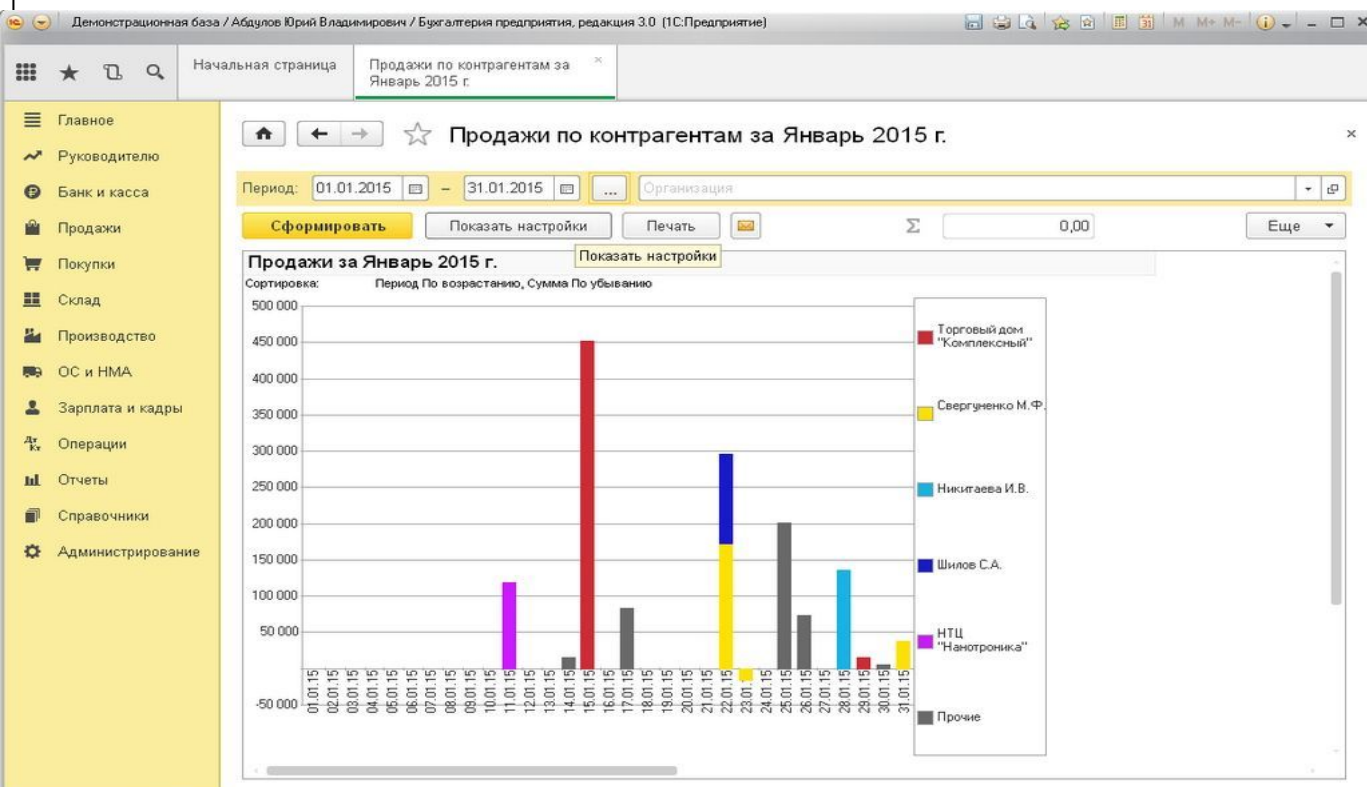 Демонстрационная база / Абдулов Юрий Владимирович / Бухгалтерия предприятия, редакция 3.0 (1С:Предприятие)
M M+ M-
Начальная страница
Продажи по контрагентам за
Январь 2015 г.
Главное
Руководителю
Банк и касса
Продажи
Покупки
Склад
Производство
ОС и НМА
Зарплата и кадры
Операции
Отчеты
Справочники
Администрирование
Продажи по контрагентам за Январь 2015 г.
Период: 01.01.2015 – 31.01.2015 ... Организация
Сформировать Показать настройки Печать Σ 0,00 Еще
Показать настройки
Продажи за Январь 2015 г.
Сортировка: Период По возрастанию, Сумма По убыванию
500 000
450 000
400 000
350 000
300 000
250 000
200 000
150 000
100 000
50 000
-50 000
01.01.15
02.01.15
03.01.15
04.01.15
05.01.15
06.01.15
07.01.15
08.01.15
09.01.15
10.01.15
11.01.15
12.01.15
13.01.15
14.01.15
15.01.15
16.01.15
17.01.15
18.01.15
19.01.15
20.01.15
21.01.15
22.01.15
23.01.15
24.01.15
25.01.15
26.01.15
27.01.15
28.01.15
29.01.15
30.01.15
31.01.15
Торговый дом
"Комплексный"
Свергуненко М.Ф.
Никитаева И.В.
Шилов С.А.
НТЦ
"Нанотроника"
Прочие